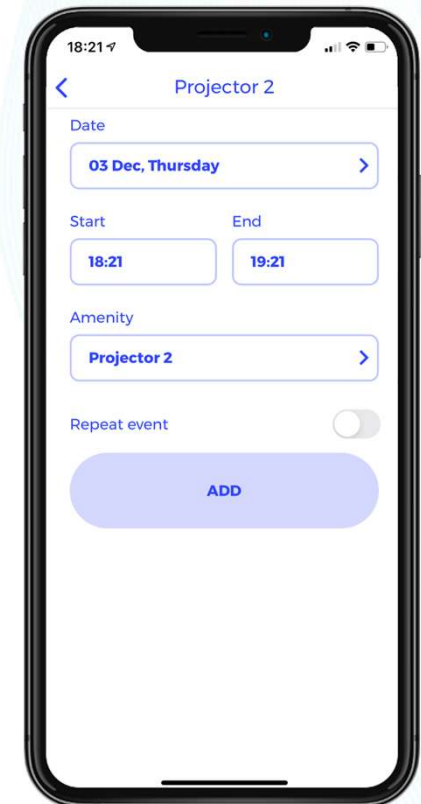 18:21
Projector 2
Date
03 Dec, Thursday
Start End
18:21 19:21
Amenity
Projector 2
Repeat event
ADD